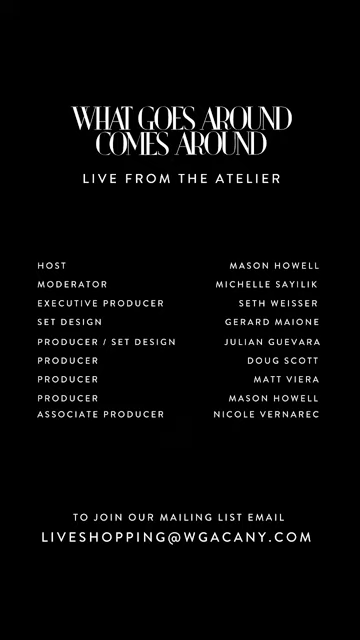 WHAT GOES AROUND
COMES AROUND
LIVE FROM THE ATELIER
HOST MASON HOWELL
MODERATOR MICHELLE SAYILIK
EXECUTIVE PRODUCER SETH WEISSER
SET DESIGN GERARD MAIONE
PRODUCER / SET DESIGN JULIAN GUEVARA
PRODUCER DOUG SCOTT
PRODUCER MATT VIERA
PRODUCER MASON HOWELL
ASSOCIATE PRODUCER NICOLE VERNAREC
TO JOIN OUR MAILING LIST EMAIL
LIVESHOPPING@WGACANY.COM